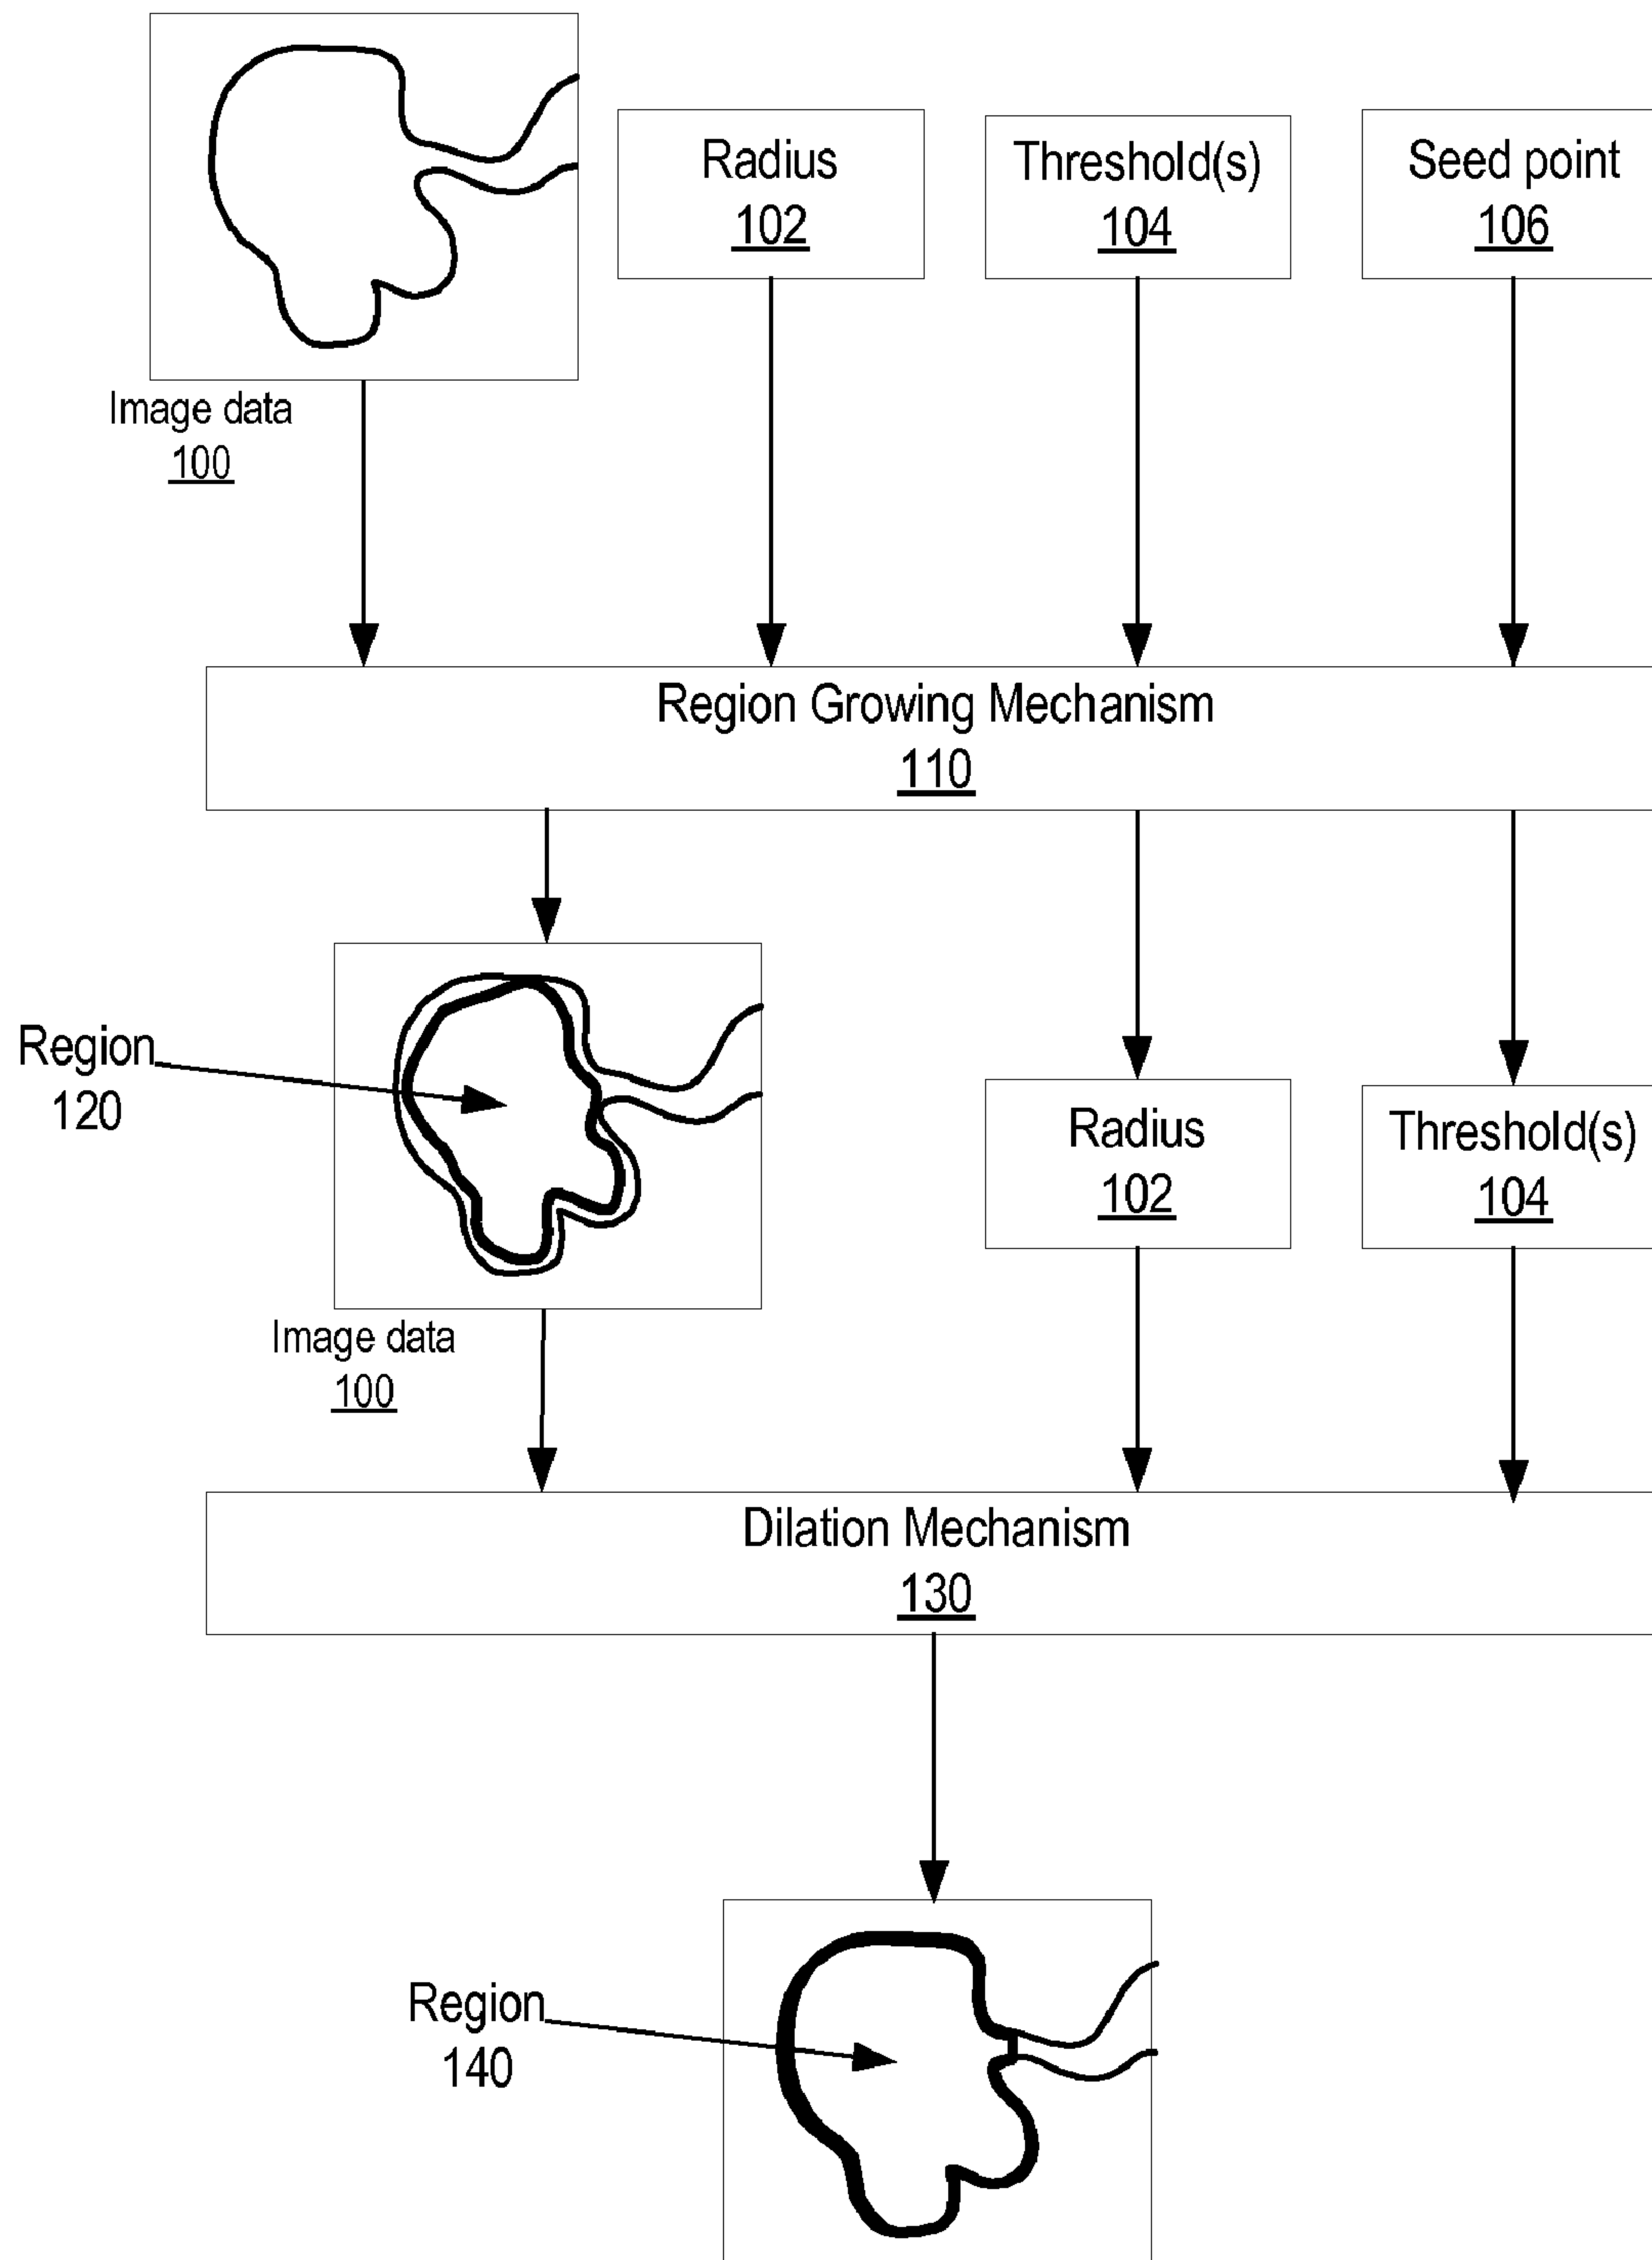 Radius
102
Threshold(s)
104
Seed point
106
Image data
100
Region Growing Mechanism
110
Region
120
Radius
102
Threshold(s)
104
Image data
100
Dilation Mechanism
130
Region
140